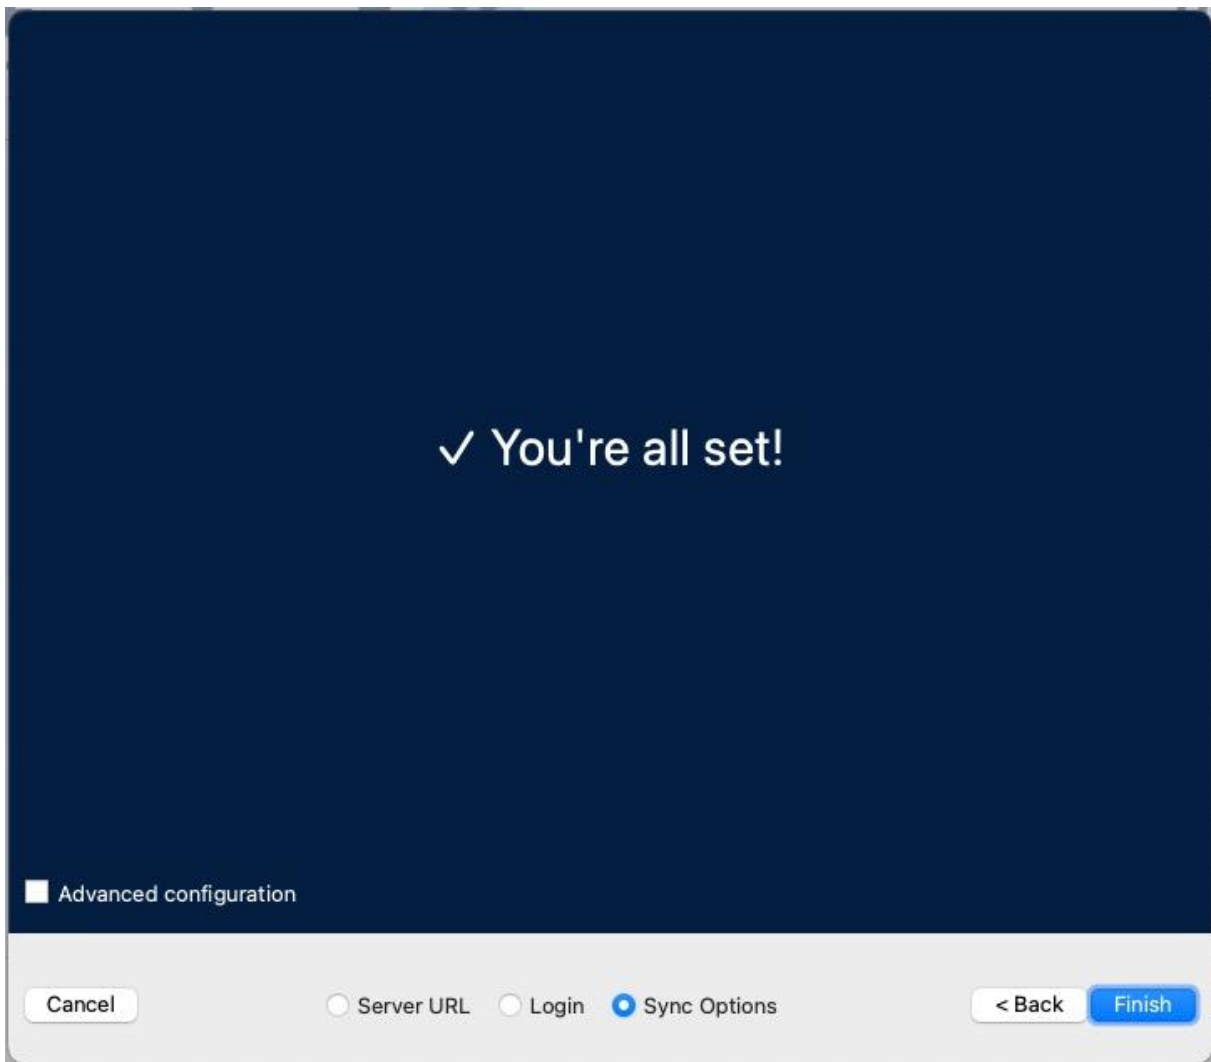 ✓ You're all set!
Advanced configuration
Cancel
Server URL
Login
Sync Options
< Back
Finish